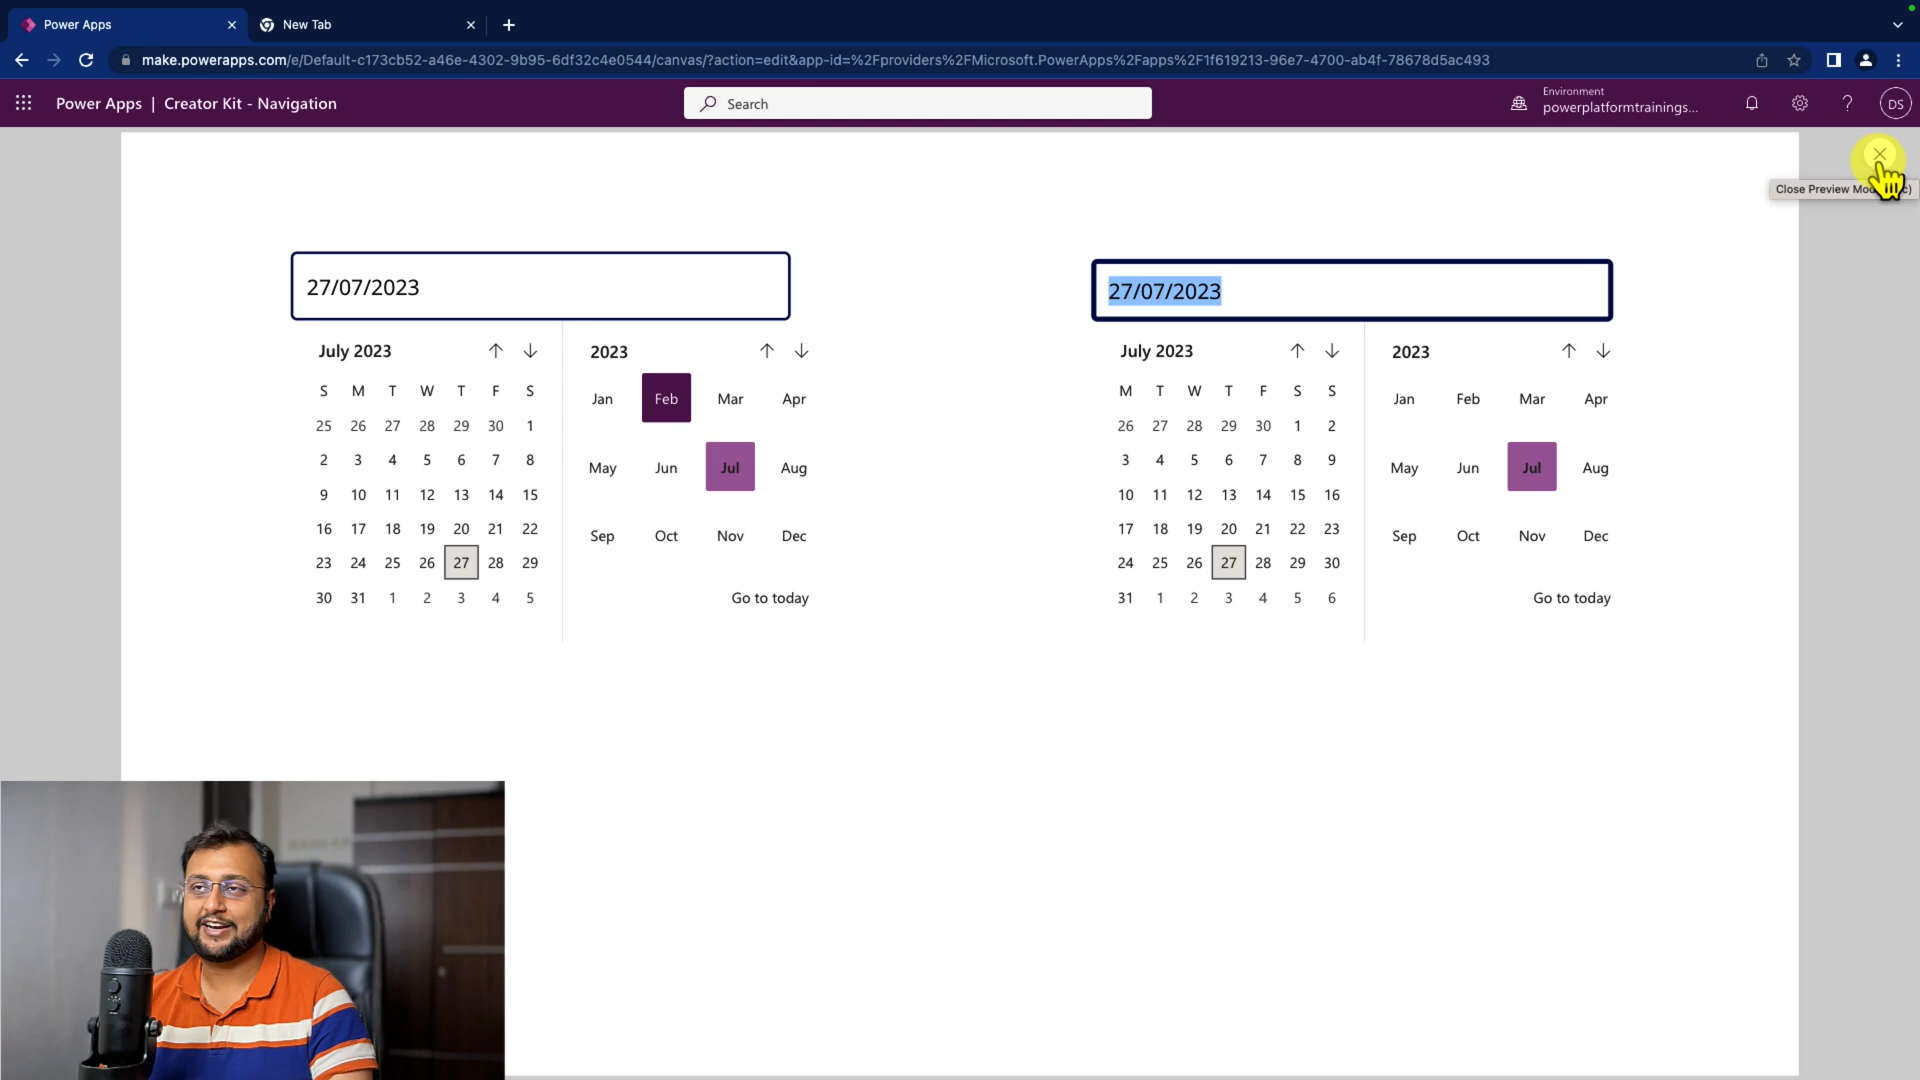 Power Apps
New Tab
make.powerapps.com/e/Default-c173cb52-a46e-4302-9b95-6df32c4e0544/canvas/?action=edit&app-id=%2Fproviders%2FMicrosoft.PowerApps%2Fapps%2F1f619213-96e7-4700-ab4f-78678d5ac493
Power Apps | Creator Kit - Navigation
Search
Environment
powerplatformtrainings...
?
DS
Close Preview
27/07/2023
July 2023
S M T W T F S
25 26 27 28 29 30 1
2 3 4 5 6 7 8
9 10 11 12 13 14 15
16 17 18 19 20 21 22
23 24 25 26 27 28 29
30 31 1 2 3 4 5
2023
Jan Feb Mar Apr
May Jun Jul Aug
Sep Oct Nov Dec
Go to today
27/07/2023
July 2023
M T W T F S S
26 27 28 29 30 1 2
3 4 5 6 7 8 9
10 11 12 13 14 15 16
17 18 19 20 21 22 23
24 25 26 27 28 29 30
31 1 2 3 4 5 6
2023
Jan Feb Mar Apr
May Jun Jul Aug
Sep Oct Nov Dec
Go to today